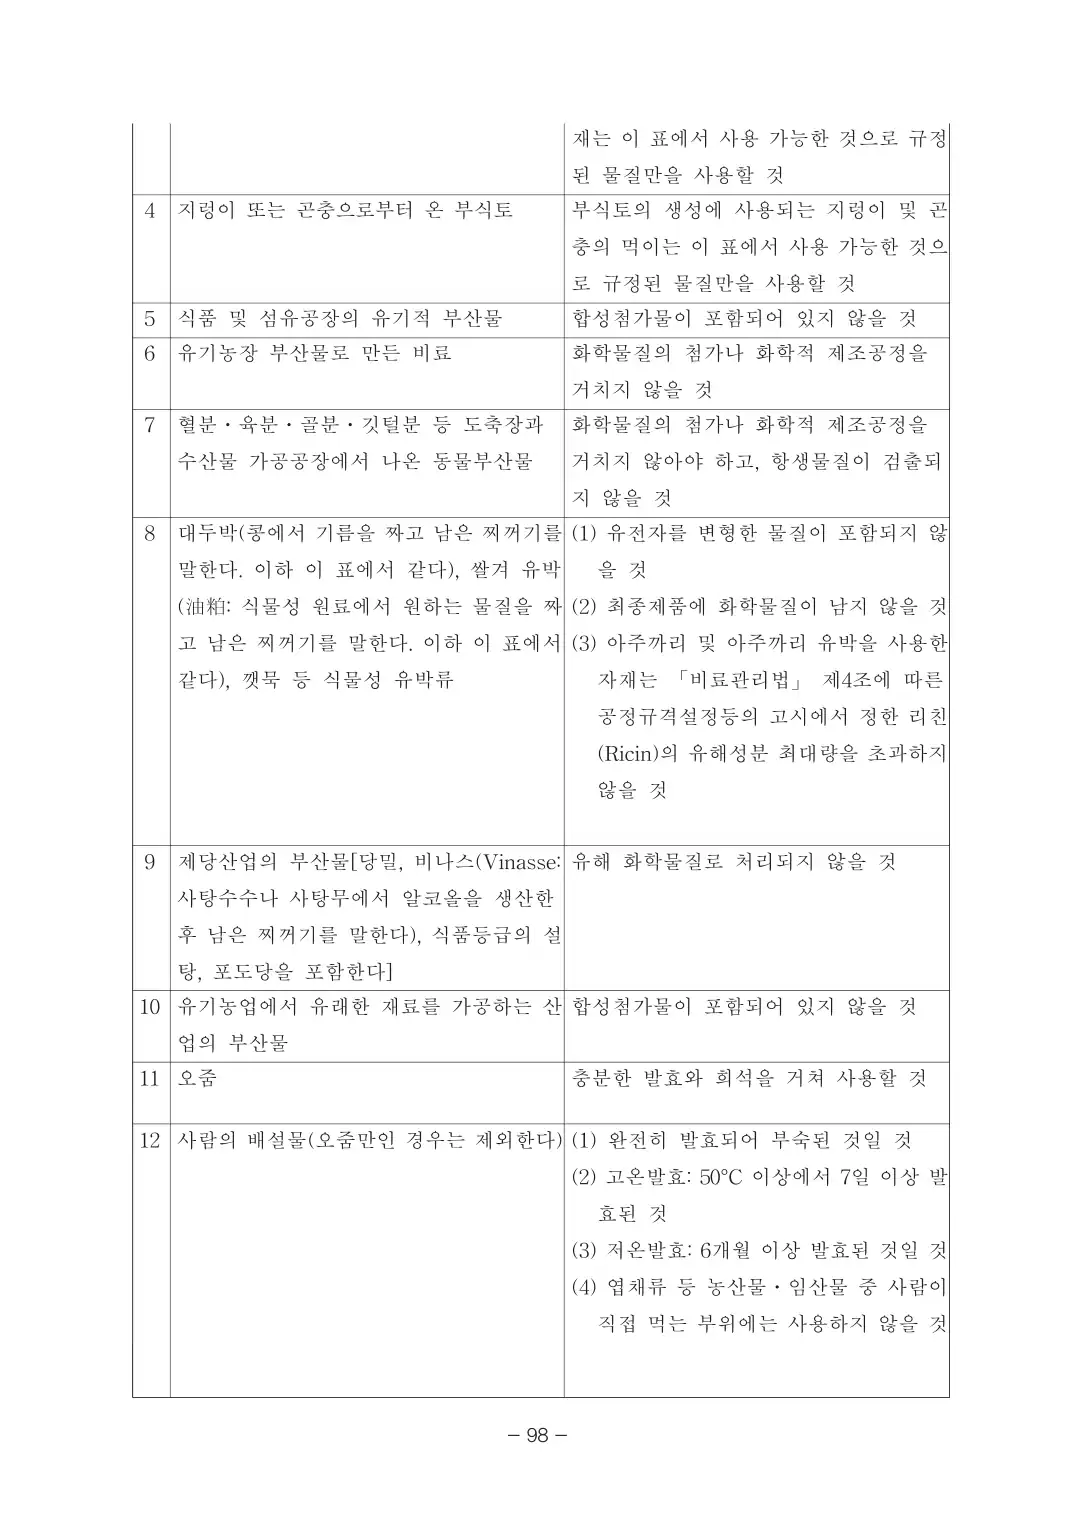 재는 이 표에서 사용 가능한 것으로 규정
된 물질만을 사용할 것
4 지렁이 또는 곤충으로부터 온 부식토
부식토의 생성에 사용되는 지렁이 및 곤
충의 먹이는 이 표에서 사용 가능한 것으
로 규정된 물질만을 사용할 것
5 식품 및 섬유공장의 유기적 부산물
합성첨가물이 포함되어 있지 않을 것
6 유기농장 부산물로 만든 비료
화학물질의 첨가나 화학적 제조공정을
거치지 않을 것
7 혈분·육분·골분·깃털분 등 도축장과
수산물 가공공장에서 나온 동물부산물
화학물질의 첨가나 화학적 제조공정을
거치지 않아야 하고, 항생물질이 검출되
지 않을 것
8 대두박(콩에서 기름을 짜고 남은 찌꺼기를
말한다. 이하 이 표에서 같다), 쌀겨 유박
(油粕: 식물성 원료에서 원하는 물질을 짜
고 남은 찌꺼기를 말한다. 이하 이 표에서
같다), 깻묵 등 식물성 유박류
(1) 유전자를 변형한 물질이 포함되지 않
을 것
(2) 최종제품에 화학물질이 남지 않을 것
(3) 아주까리 및 아주까리 유박을 사용한
자재는 「비료관리법」 제4조에 따른
공정규격설정등의 고시에서 정한 리친
(Ricin)의 유해성분 최대량을 초과하지
않을 것
9 제당산업의 부산물[당밀, 비나스(Vinasse:
사탕수수나 사탕무에서 알코올을 생산한
후 남은 찌꺼기를 말한다), 식품등급의 설
탕, 포도당을 포함한다]
유해 화학물질로 처리되지 않을 것
10 유기농업에서 유래한 재료를 가공하는 산
업의 부산물
합성첨가물이 포함되어 있지 않을 것
11 오줌
충분한 발효와 희석을 거쳐 사용할 것
12 사람의 배설물(오줌만인 경우는 제외한다)
(1) 완전히 발효되어 부숙된 것일 것
(2) 고온발효: 50℃ 이상에서 7일 이상 발
효된 것
(3) 저온발효: 6개월 이상 발효된 것일 것
(4) 엽채류 등 농산물·임산물 중 사람이
직접 먹는 부위에는 사용하지 않을 것
- 98 -